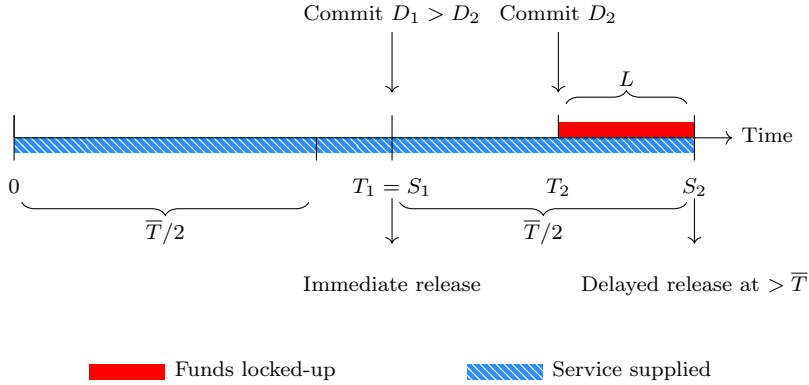 Commit D₁ > D₂
Commit D₂
L
Time
0
T₁ = S₁
T₂
S₂
T̅/2
T̅/2
Immediate release
Delayed release at > T̅
Funds locked-up
Service supplied